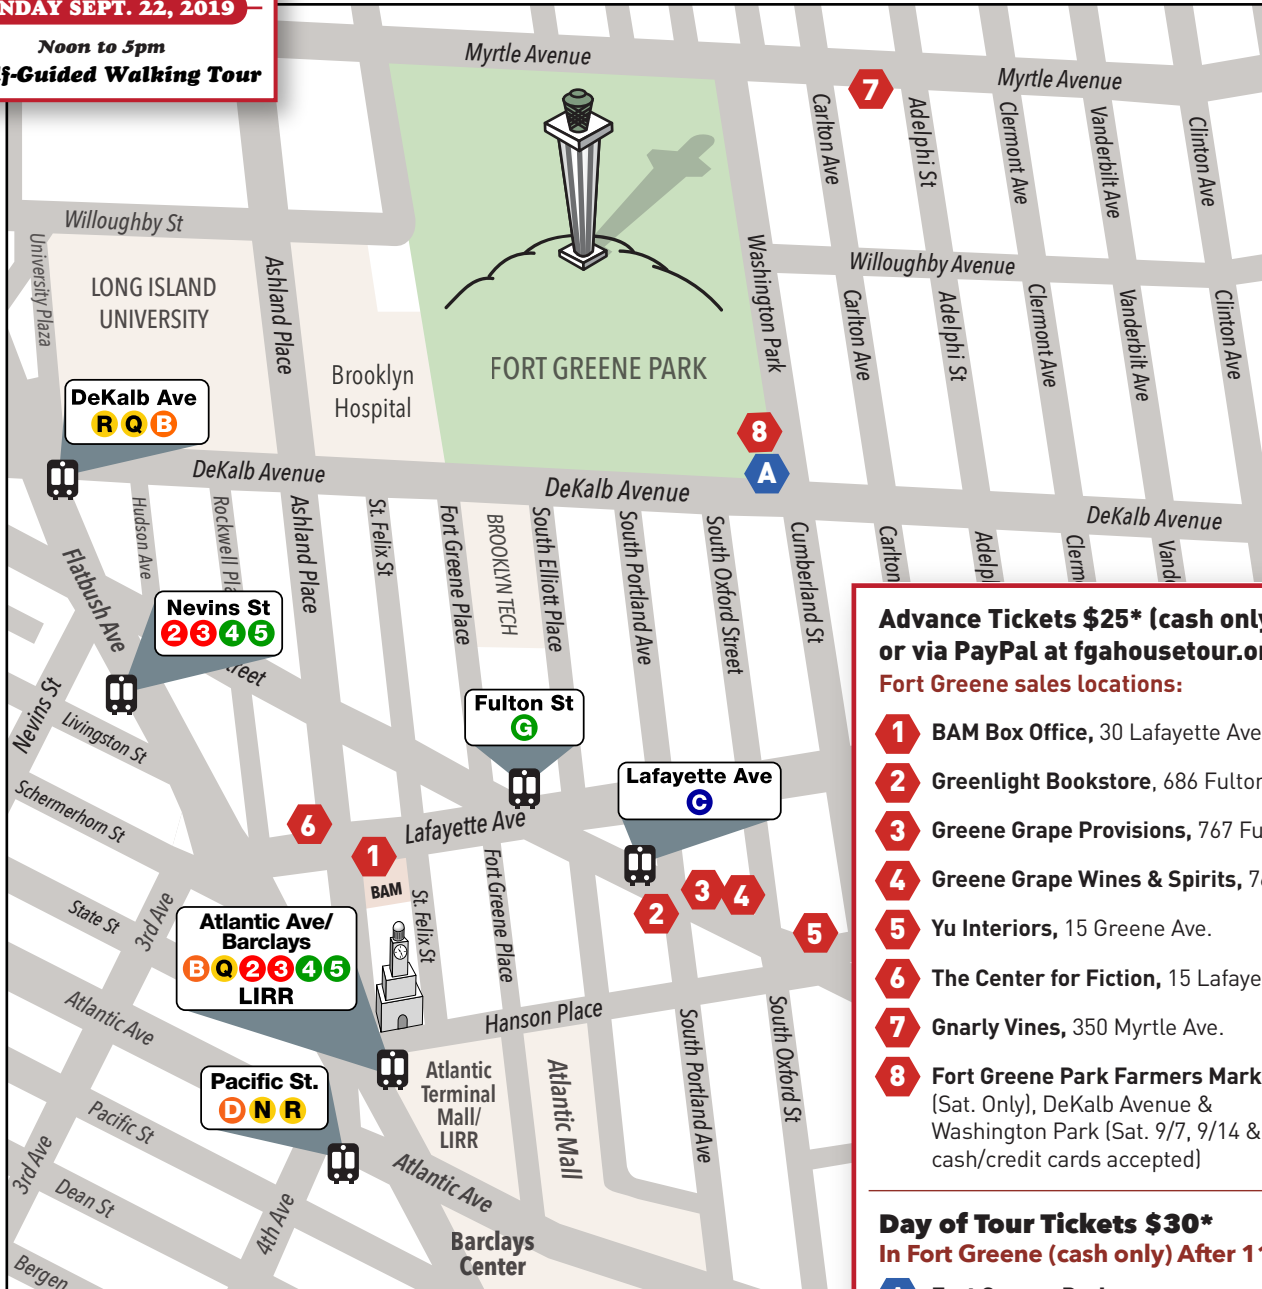 SEPT. 22, 2019
Noon to 5pm
-Guided Walking Tour
Myrtle Avenue
Myrtle Avenue
7
Carlton Ave
Adelphi St
Clermont Ave
Vanderbilt Ave
Clinton Ave
Willoughby St
University Plaza
LONG ISLAND
UNIVERSITY
Ashland Place
Washington Park
Willoughby Avenue
Carlton Ave
Adelphi St
Clermont Ave
Vanderbilt Ave
Clinton Ave
Brooklyn
Hospital
FORT GREENE PARK
DeKalb Ave
R Q B
8
A
DeKalb Avenue
DeKalb Avenue
DeKalb Avenue
Hudson Ave
Rockwell
Ashland Place
St. Felix St
Fort Greene Place
BROOKLYN TECH
South Elliott Place
South Portland Ave
South Oxford Street
Cumberland St
Carlton
Adelp
Clerm
Vand
Flatbush Ave
Nevins St
2 3 4 5
reet
Nevins St
Livingston St
Schermerhorn St
Fulton St
G
Lafayette Ave
C
6
Lafayette Ave
1
BAM
St. Felix St
Fort Greene Place
2
3
4
5
State St
3rd Ave
Atlantic Ave/
Barclays
B Q 2 3 4 5
LIRR
Atlantic Ave
Hanson Place
South Portland Ave
South Oxford St
Atlantic
Terminal
Mall/
LIRR
Atlantic Mall
Pacific St.
D N R
Pacific St
3rd Ave
Dean St
4th Ave
Atlantic Ave
Bergen
Barclays
Center
Advance Tickets $25* (cash only
or via PayPal at fgahousetour.or
Fort Greene sales locations:
1 BAM Box Office, 30 Lafayette Ave
2 Greenlight Bookstore, 686 Fulton
3 Greene Grape Provisions, 767 Fu
4 Greene Grape Wines & Spirits, 7
5 Yu Interiors, 15 Greene Ave.
6 The Center for Fiction, 15 Lafaye
7 Gnarly Vines, 350 Myrtle Ave.
8 Fort Greene Park Farmers Mark
(Sat. Only), DeKalb Avenue &
Washington Park (Sat. 9/7, 9/14 &
cash/credit cards accepted)
Day of Tour Tickets $30*
In Fort Greene (cash only) After 1